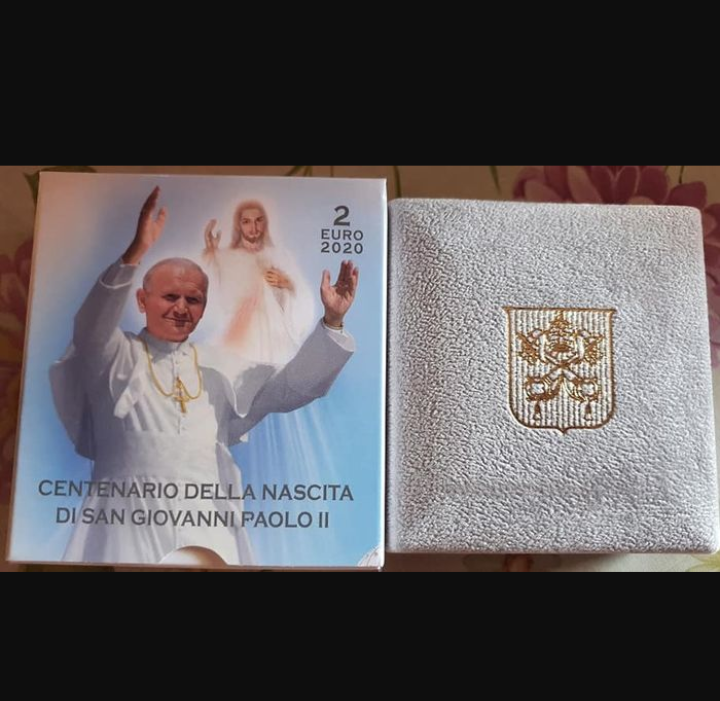 2
EURO
2020
CENTENARIO DELLA NASCITA
DI SAN GIOVANNI PAOLO II